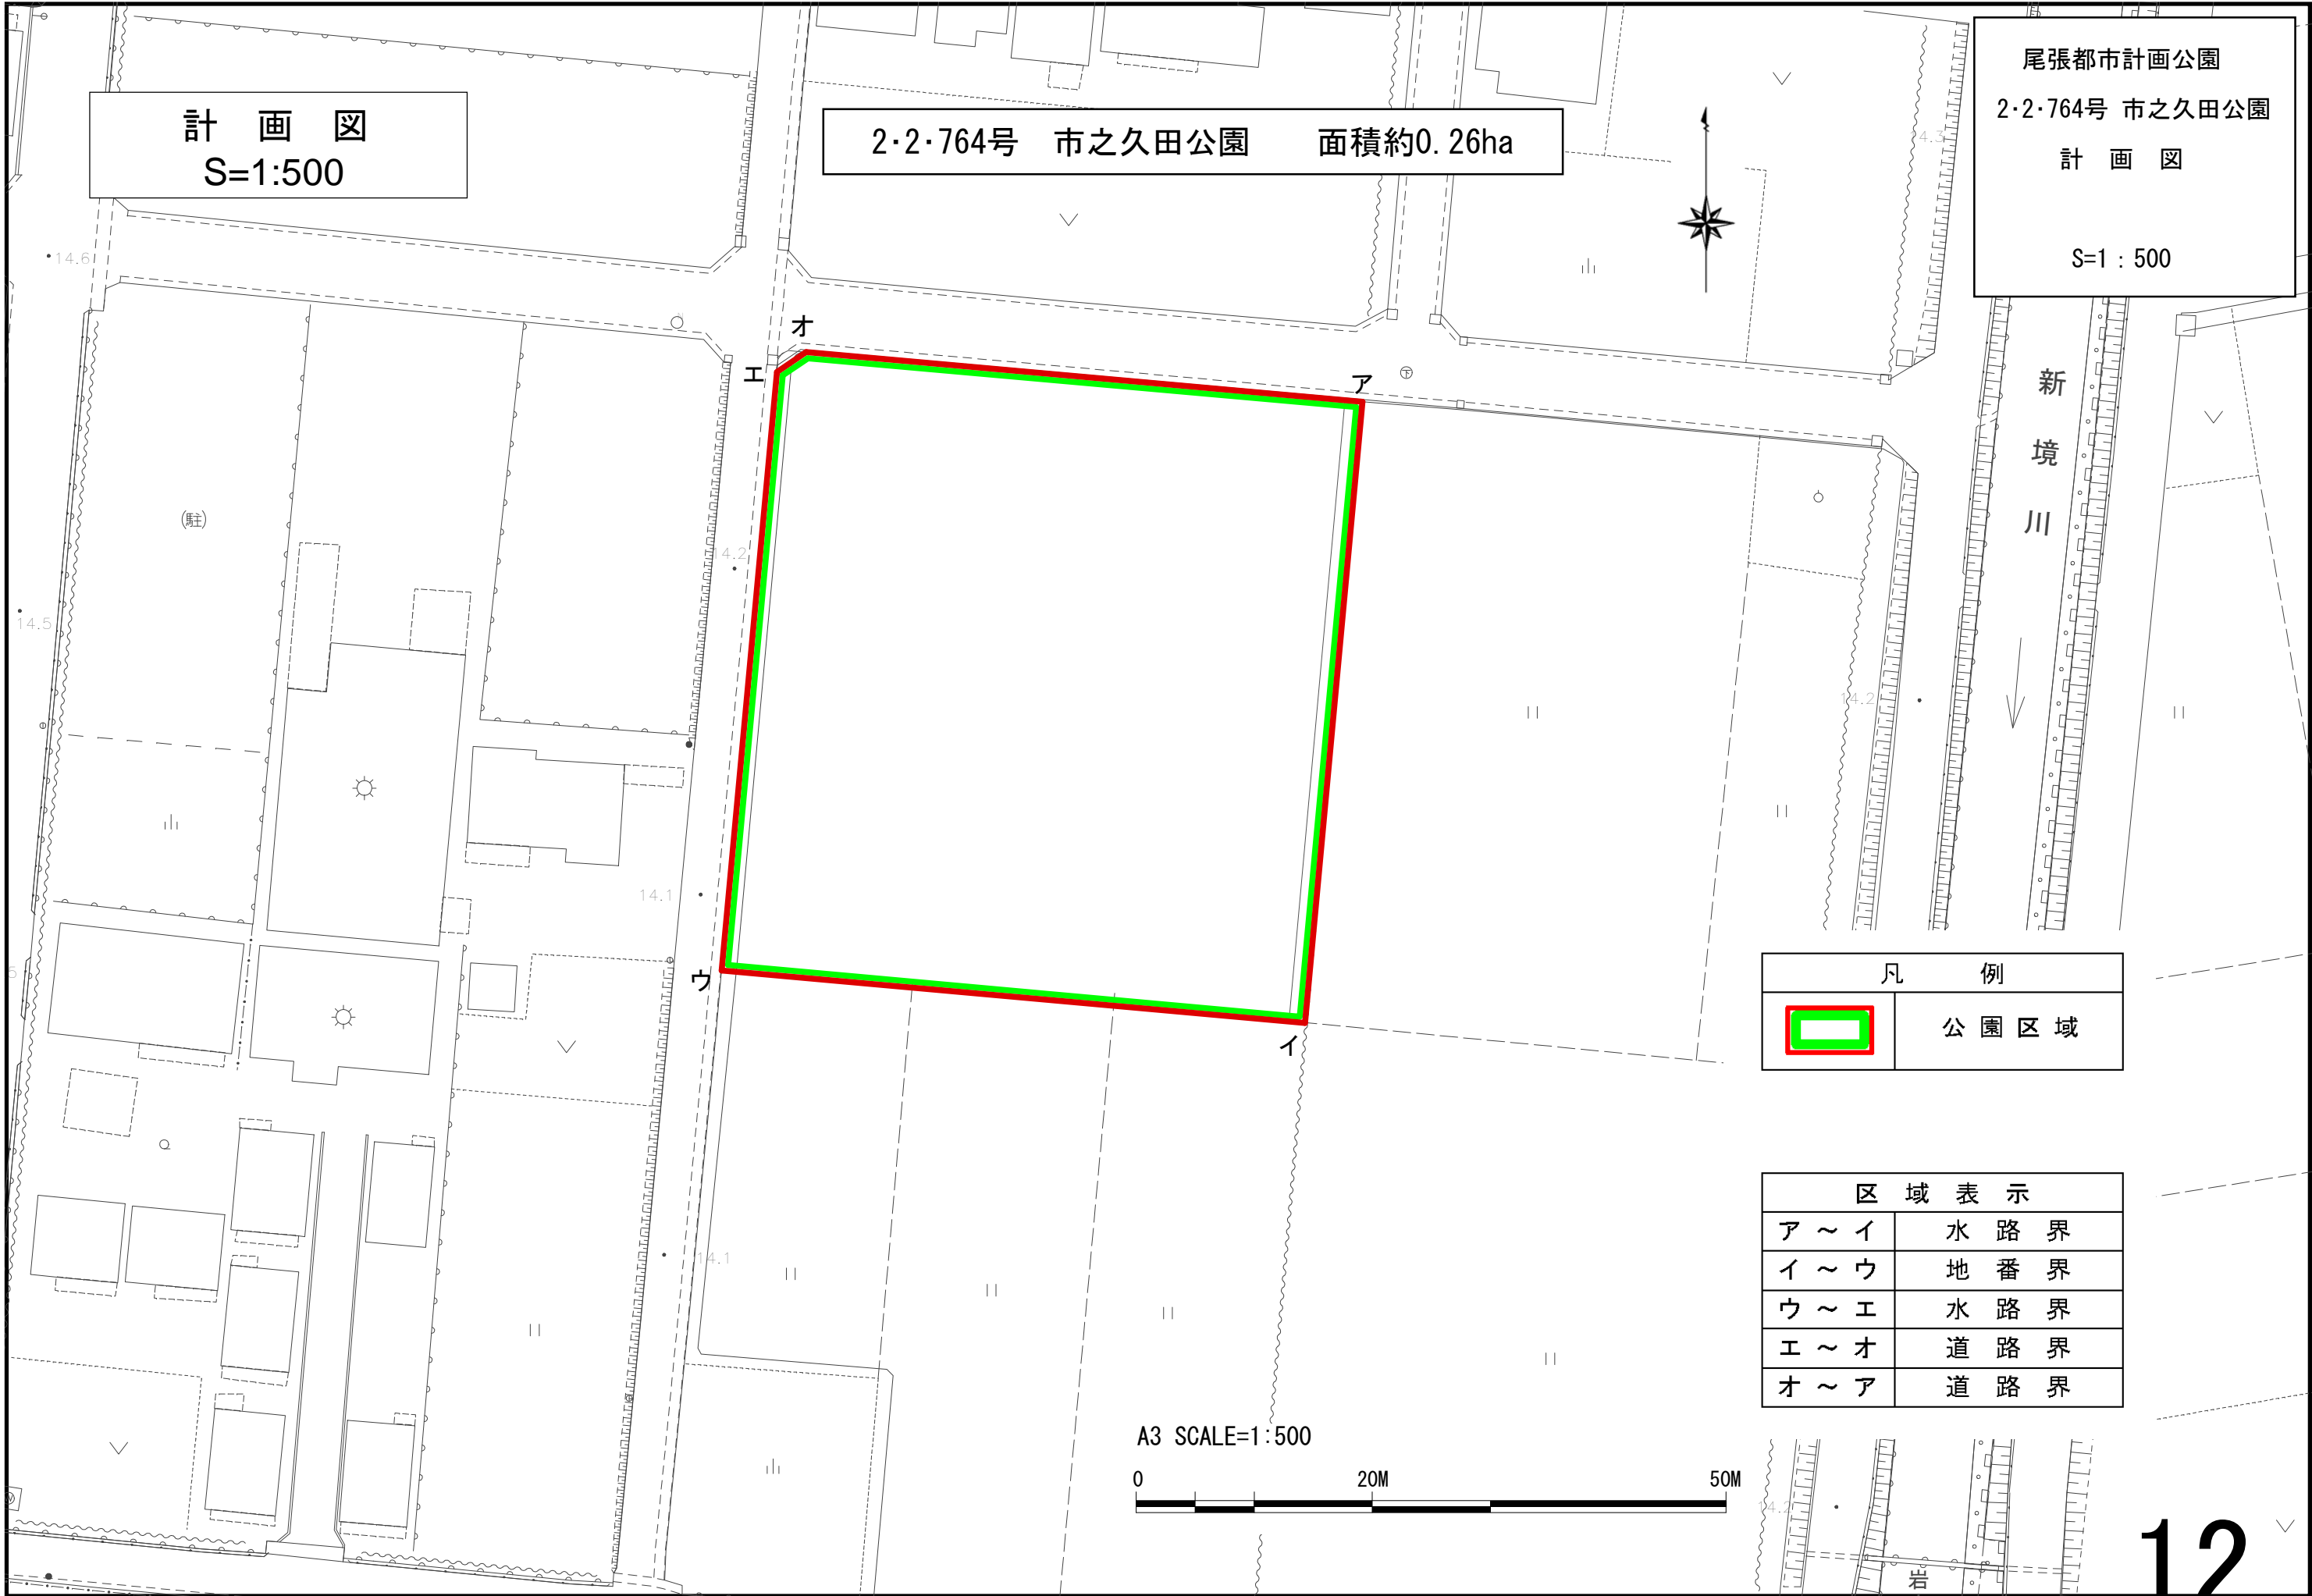 計 画 図
S=1:500
2・2・764号 市之久田公園 面積約0.26ha
尾張都市計画公園
2・2・764号 市之久田公園
計 画 図
S=1:500
14.3
14.6
オ
エ
ア
下
新境川
(駐)
14.2
14.5
14.2
14.1
ウ
イ
凡 例
公園区域
区域表示
ア～イ 水路界
イ～ウ 地番界
ウ～エ 水路界
エ～オ 道路界
オ～ア 道路界
14.1
A3 SCALE=1:500
0 20M 50M
14.2
岩
12